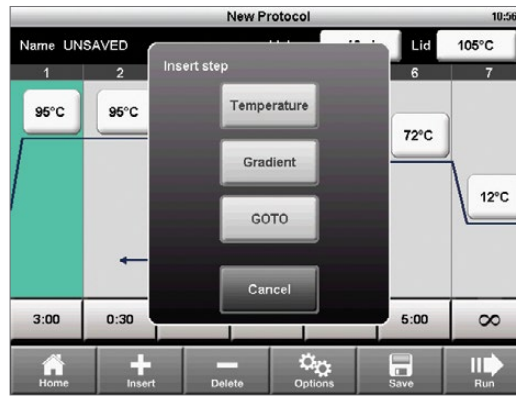 New Protocol 10:56
Name UNSAVED Lid 105°C
1 2 6 7
Insert step
95°C 95°C
Temperature
72°C
Gradient
12°C
GOTO
Cancel
3:00 0:30 5:00 ∞
Home Insert Delete Options Save Run